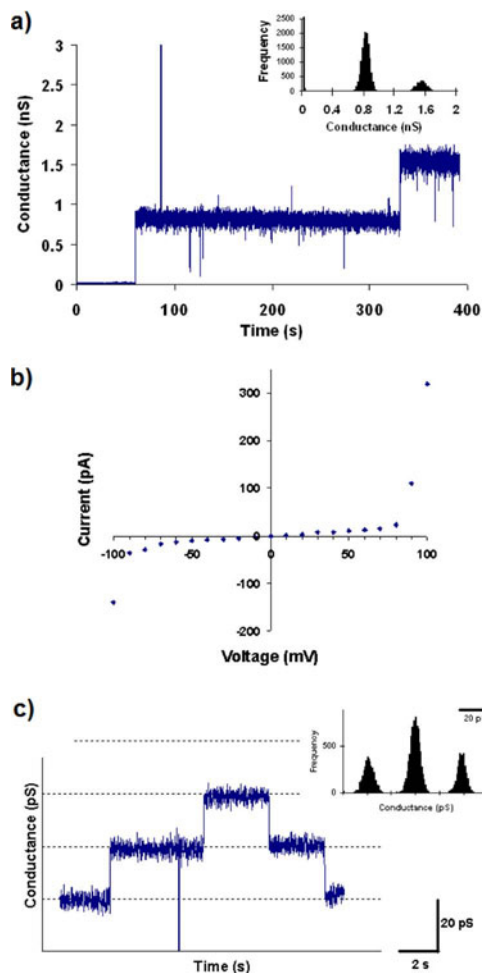 a)
3
2.5
2
1.5
1
0.5
0
Conductance (nS)
0 100 200 300 400
Time (s)
2500
2000
1500
1000
500
0
Frequency
0 0.4 0.8 1.2 1.6 2
Conductance (nS)
b)
300
200
100
0
-100
-200
Current (pA)
-100 -50 0 50 100
Voltage (mV)
c)
20 p
Frequency
500
0
Conductance (pS)
Conductance (pS)
Time (s)
20 pS
2 s